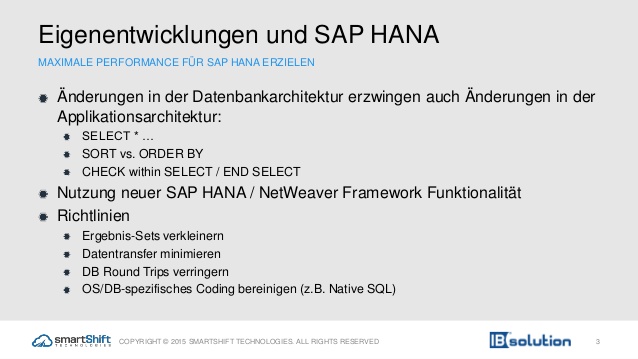 Eigenentwicklungen und SAP HANA
MAXIMALE PERFORMANCE FÜR SAP HANA ERZIELEN
Änderungen in der Datenbankarchitektur erzwingen auch Änderungen in der
Applikationsarchitektur:
SELECT * …
SORT vs. ORDER BY
CHECK within SELECT / END SELECT
Nutzung neuer SAP HANA / NetWeaver Framework Funktionalität
Richtlinien
Ergebnis-Sets verkleinern
Datentransfer minimieren
DB Round Trips verringern
OS/DB-spezifisches Coding bereinigen (z.B. Native SQL)
smartShift
TECHNOLOGIES
COPYRIGHT © 2015 SMARTSHIFT TECHNOLOGIES. ALL RIGHTS RESERVED
IBsolution
3